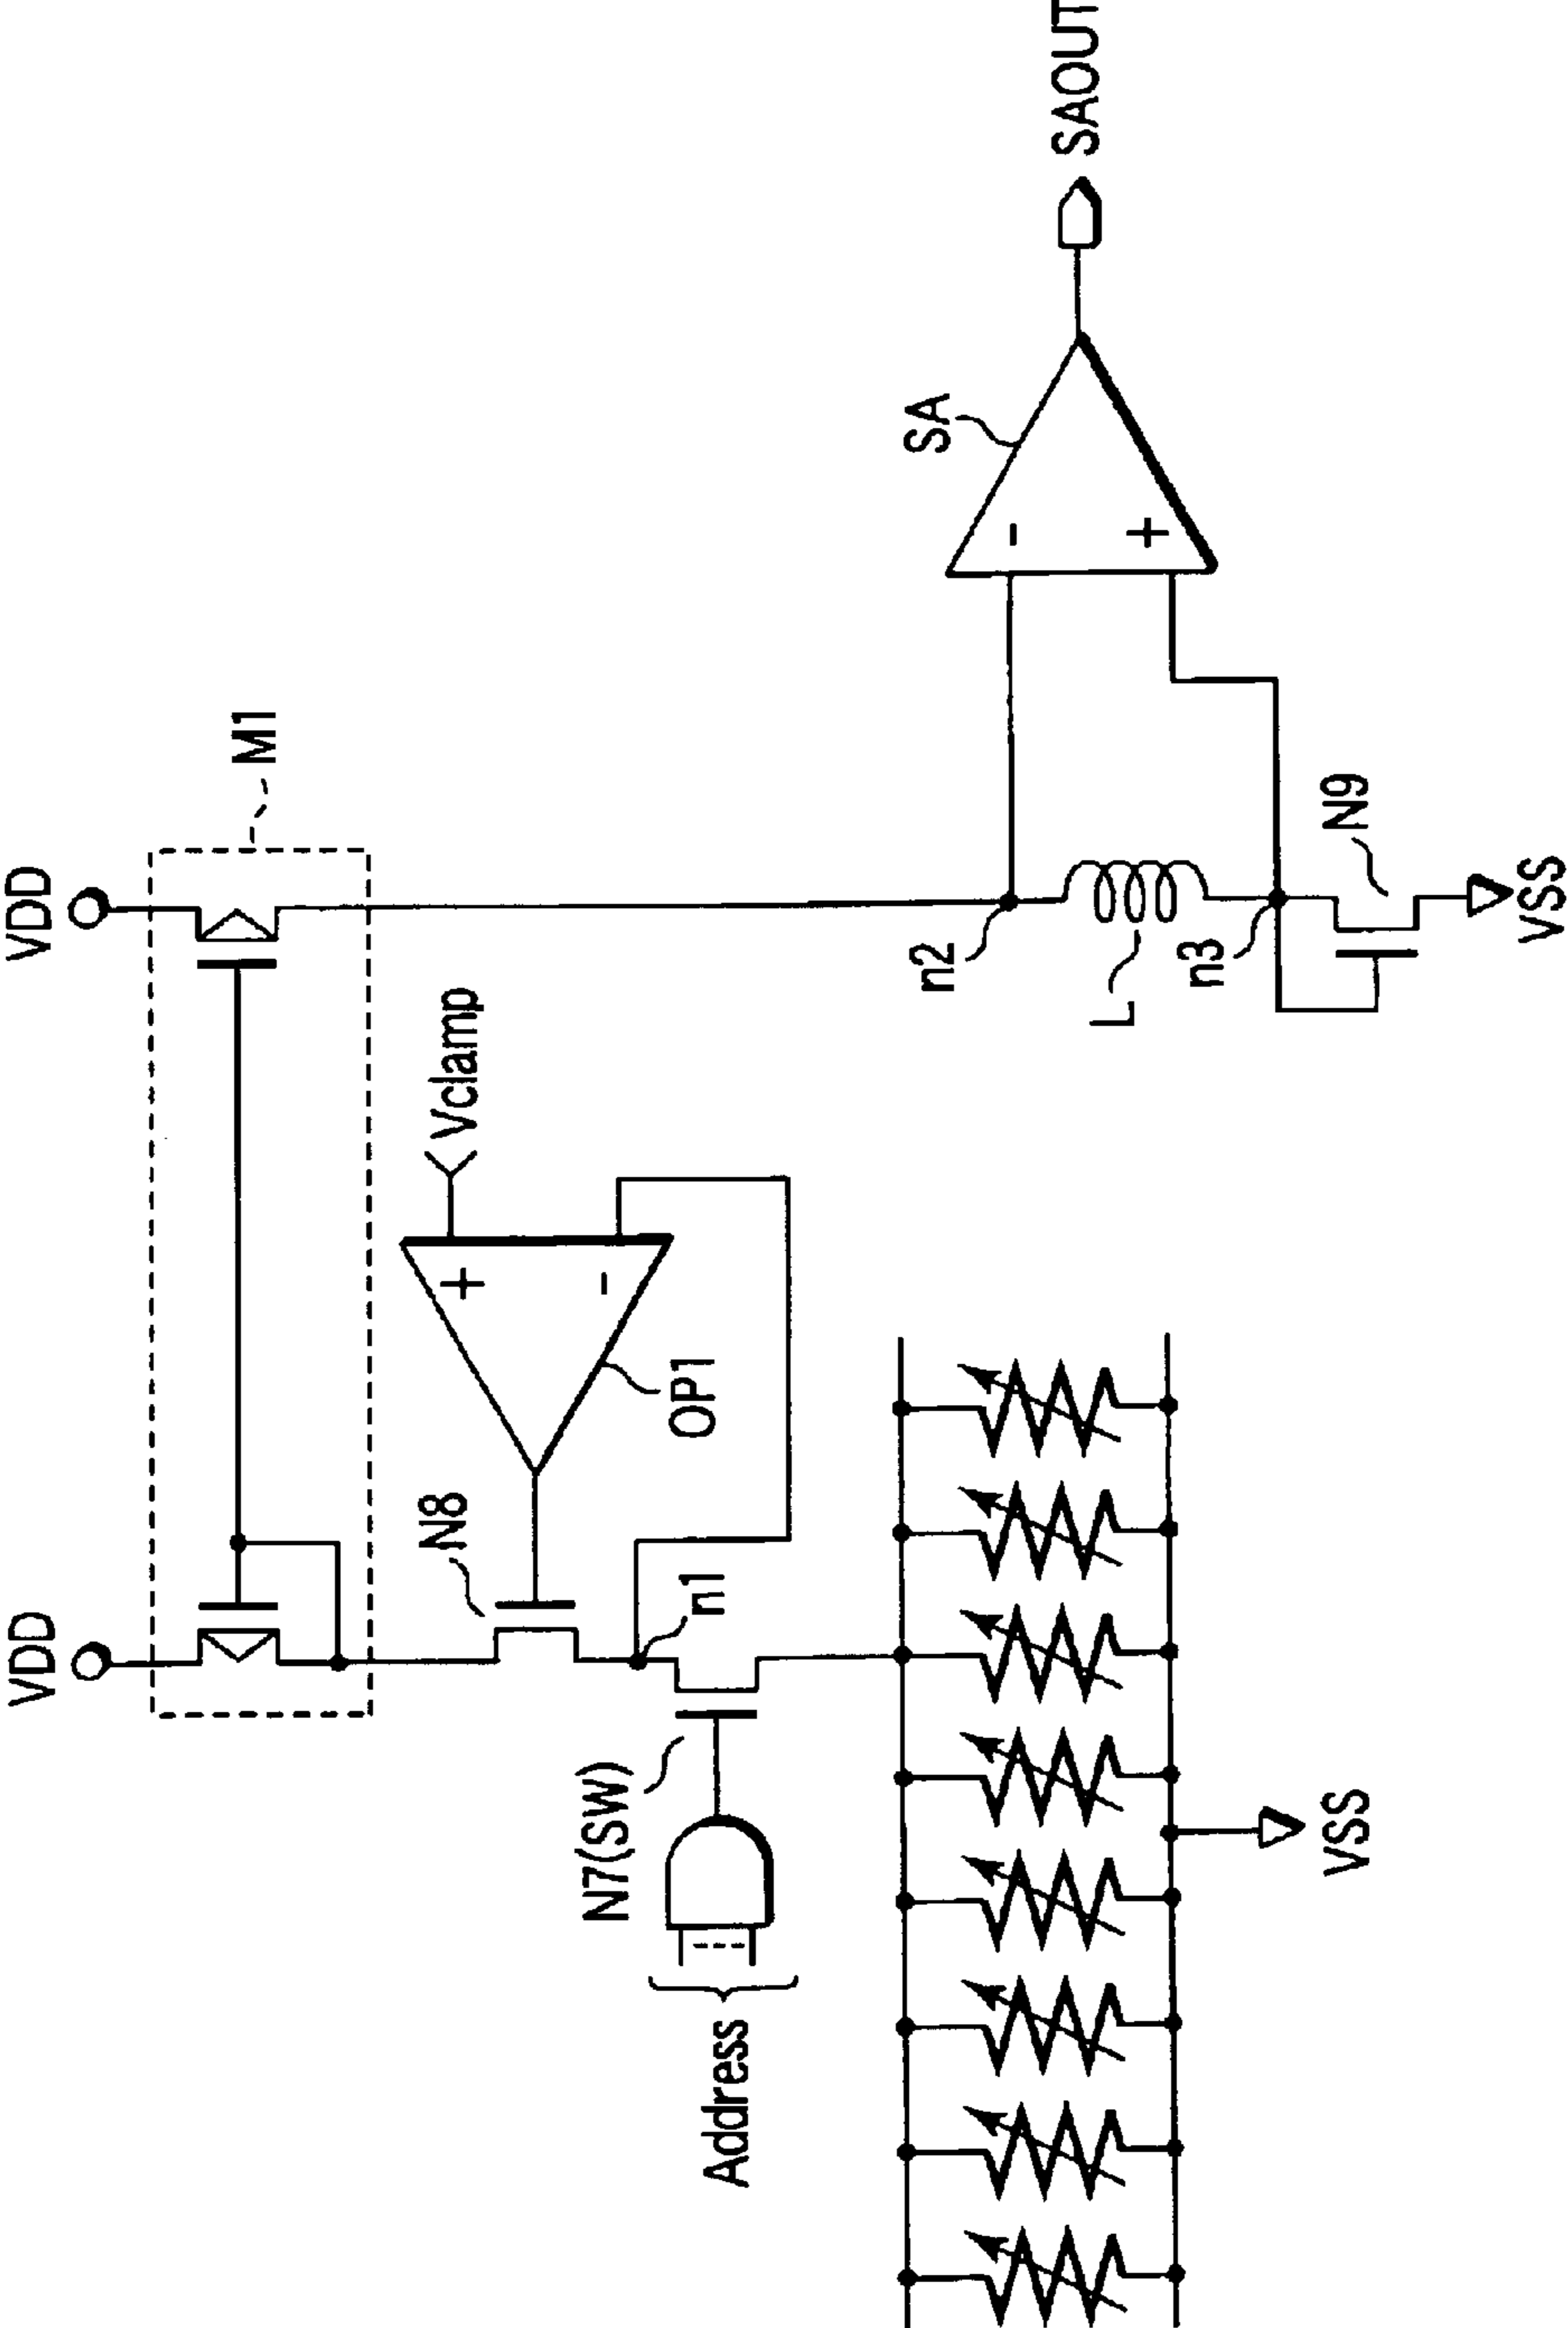 VDD
VDD
M1
N8
Vclamp
+
-
OP1
n1
N7(SW)
Address
VSS
n2
L
n3
N9
VSS
SA
-
+
SAOUT